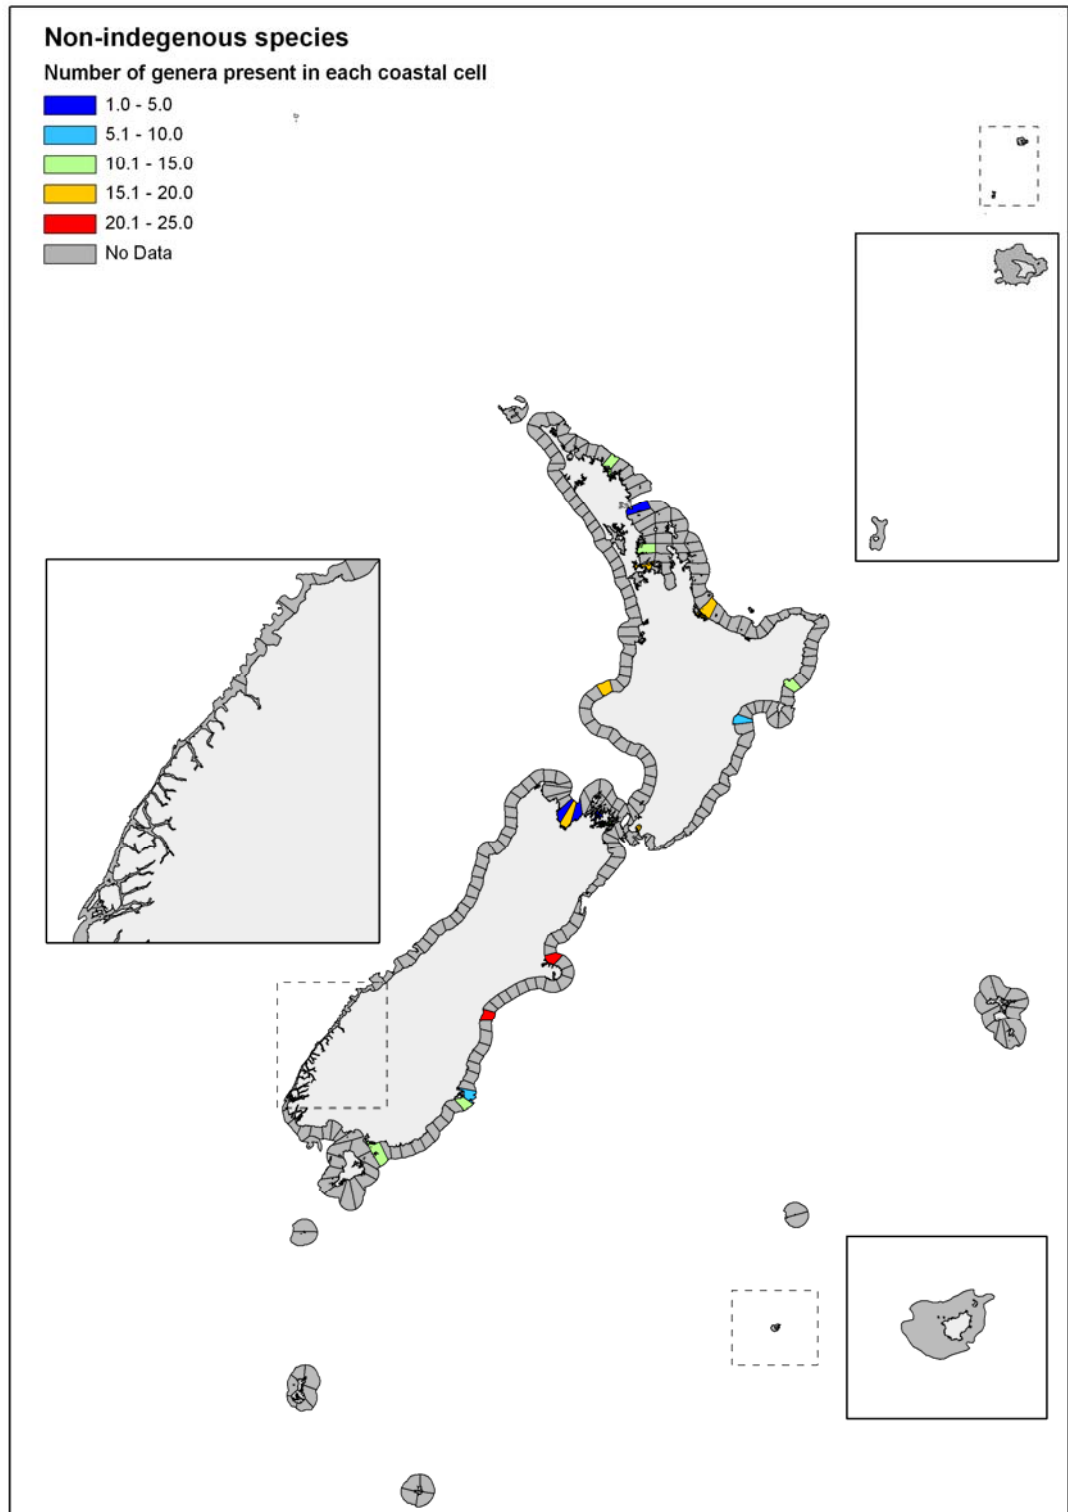 Non-indegenous species
Number of genera present in each coastal cell
1.0 - 5.0
5.1 - 10.0
10.1 - 15.0
15.1 - 20.0
20.1 - 25.0
No Data